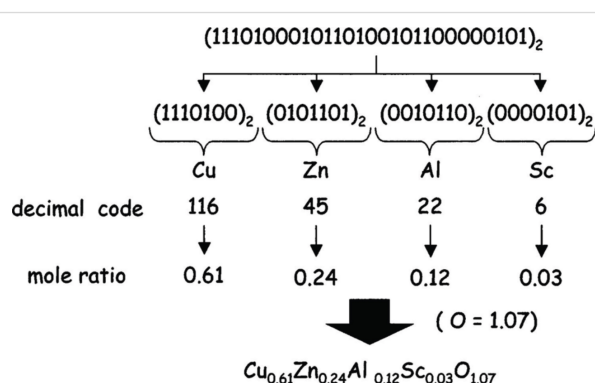 (1110100010110100101100000101)₂
(1110100)₂ (0101101)₂ (0010110)₂ (0000101)₂
Cu Zn Al Sc
decimal code 116 45 22 6
mole ratio 0.61 0.24 0.12 0.03
( O = 1.07)
Cu₀.₆₁Zn₀.₂₄Al ₀.₁₂Sc₀.₀₃O₁.₀₇